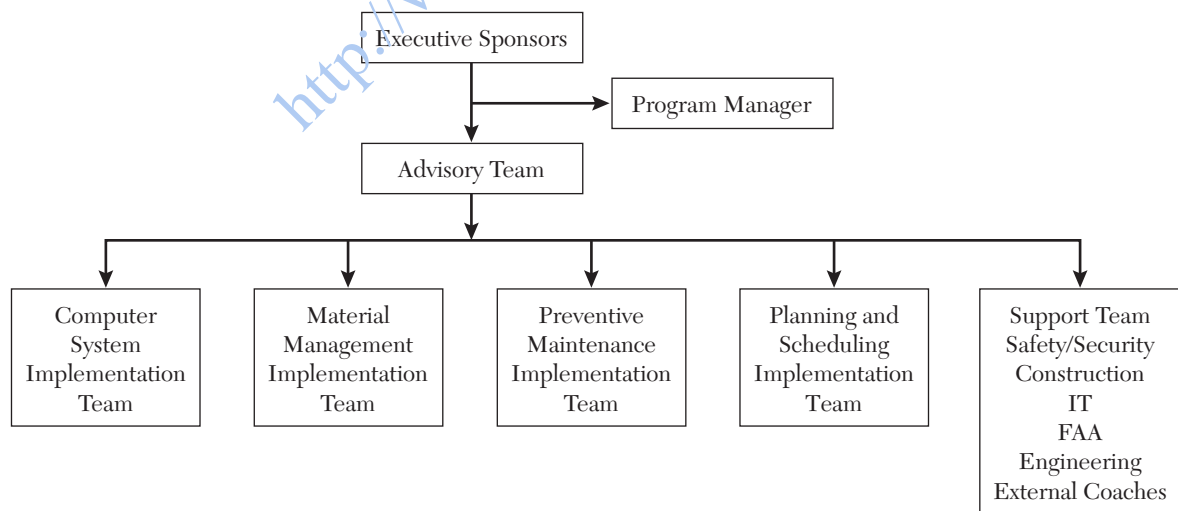 http://
Executive Sponsors
Program Manager
Advisory Team
Computer
System
Implementation
Team
Material
Management
Implementation
Team
Preventive
Maintenance
Implementation
Team
Planning and
Scheduling
Implementation
Team
Support Team
Safety/Security
Construction
IT
FAA
Engineering
External Coaches